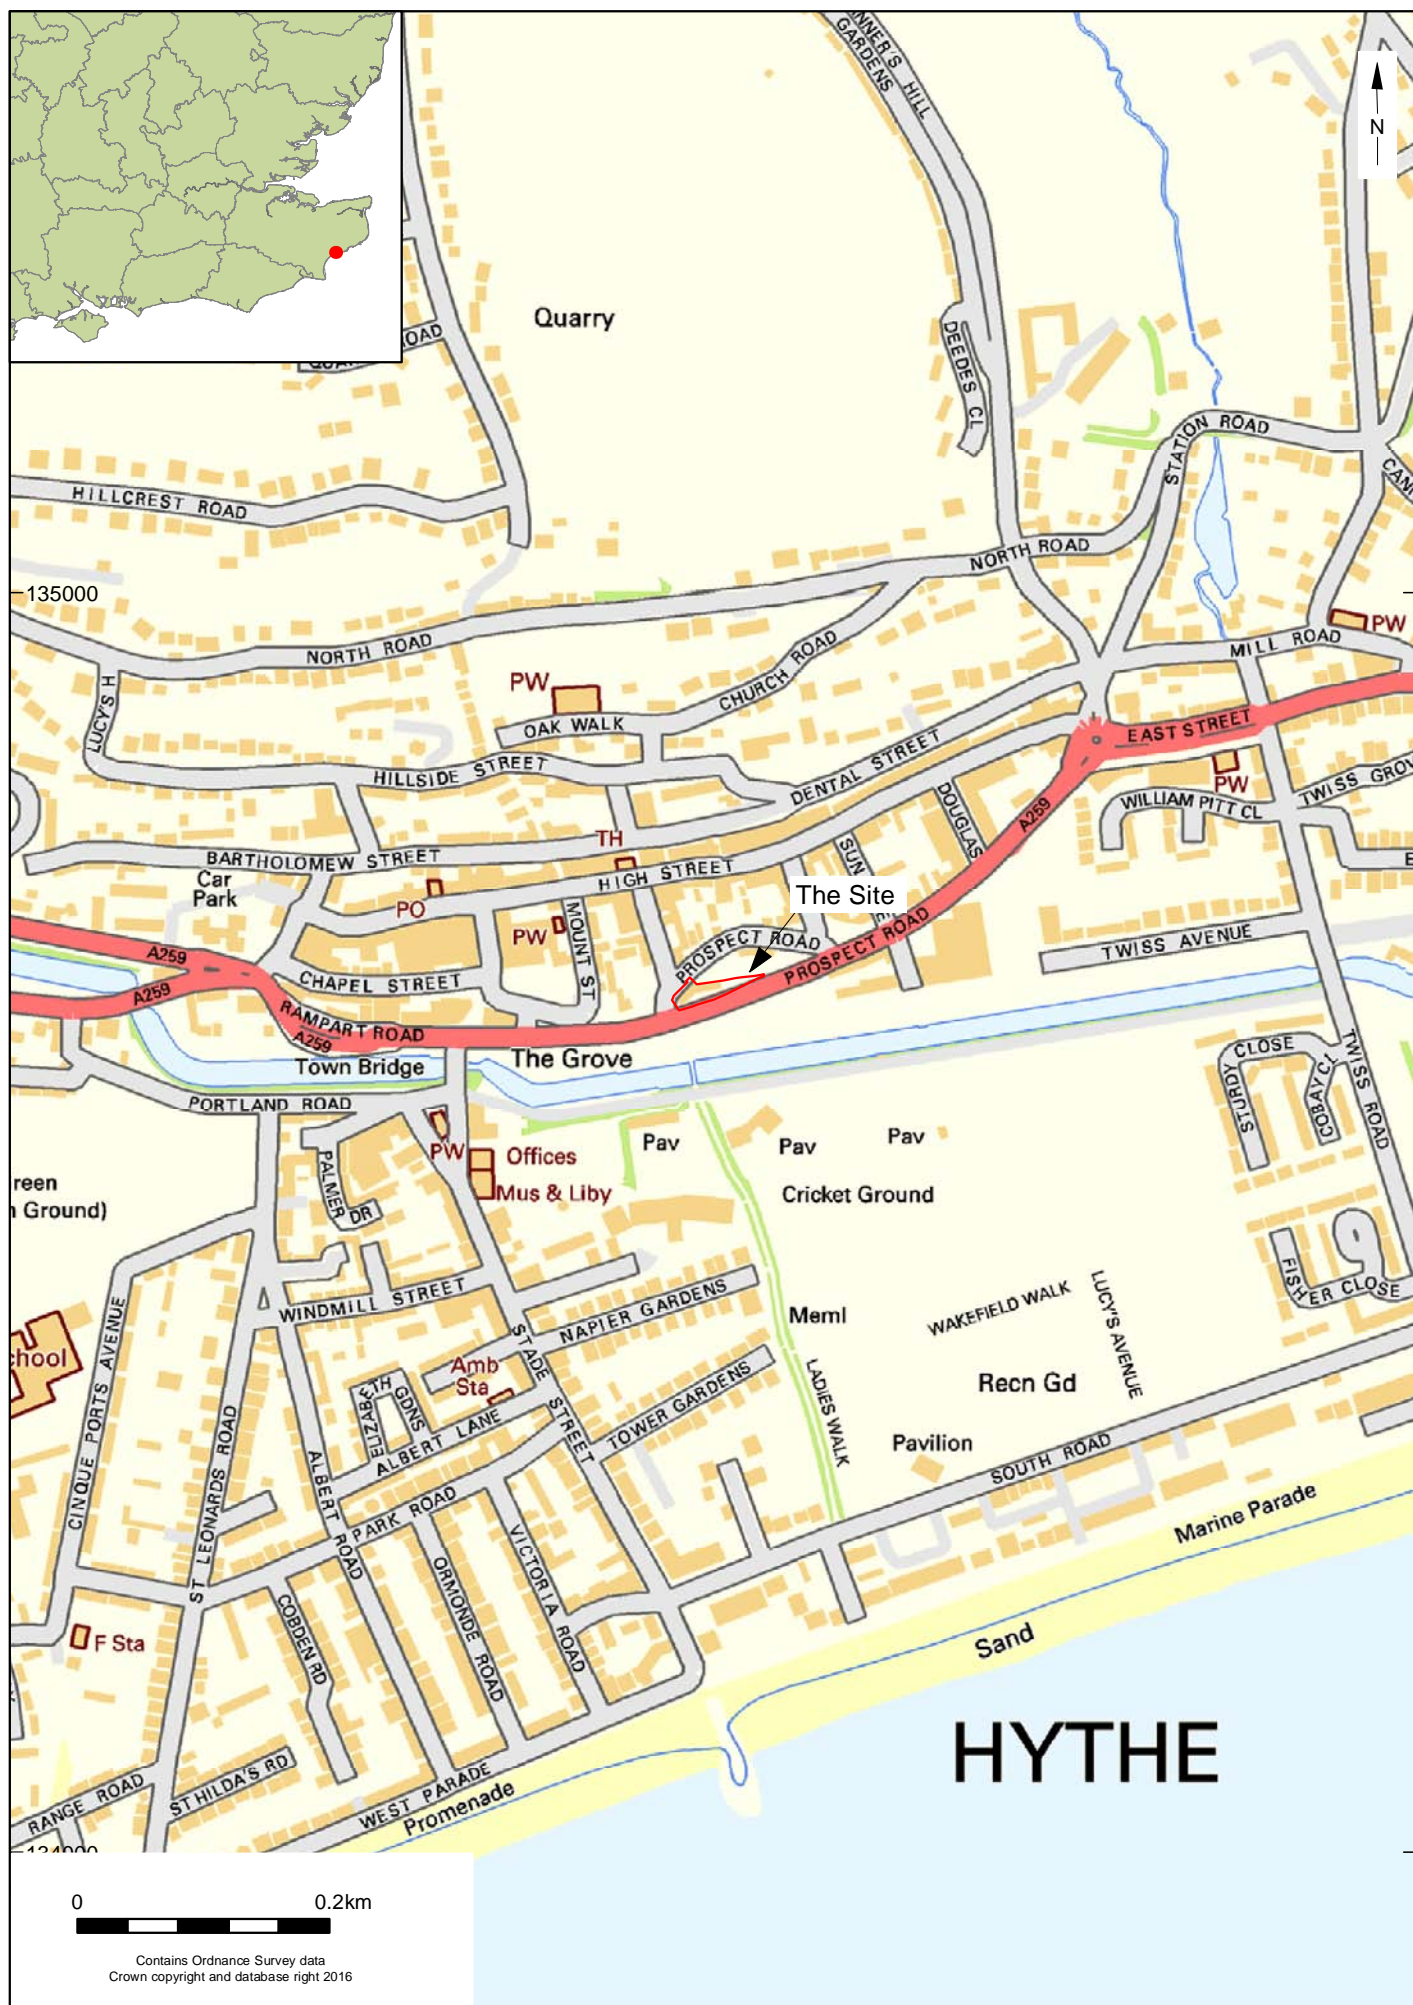 NNER'S HILL
GARDENS
N
Quarry
ROAD
DEEDES CL
STATION ROAD
HILLCREST ROAD
NORTH ROAD
135000
PW
MILL ROAD
NORTH ROAD
CHURCH ROAD
PW
LUCY'S H
OAK WALK
EAST STREET
HILLSIDE STREET
DENTAL STREET
PW
TWISS GROV
WILLIAM PITT CL
DOUGLAS
A259
TH
SUN
BARTHOLOMEW STREET
HIGH STREET
Car
Park
The Site
PO
MOUNT ST
PW
PROSPECT ROAD
PROSPECT ROAD
TWISS AVENUE
A259
CHAPEL STREET
A259
RAMPART ROAD
A259
Town Bridge
The Grove
CLOSE
STURDY
COBAY CL
TWISS ROAD
PORTLAND ROAD
PW
Pav
Pav
Pav
Offices
Mus & Liby
Cricket Ground
PALMER DR
reen
n Ground)
FISHER CLOSE
WINDMILL STREET
NAPIER GARDENS
Meml
WAKEFIELD WALK
LUCY'S AVENUE
CINQUE PORTS AVENUE
hool
STADE STREET
Amb
Sta
ELIZABETH GDNS
ALBERT LANE
TOWER GARDENS
LADIES WALK
Recn Gd
Pavilion
SOUTH ROAD
ST LEONARDS ROAD
ALBERT ROAD
PARK ROAD
VICTORIA ROAD
ORMONDE ROAD
COBDEN RD
Marine Parade
F Sta
Sand
HYTHE
ST HILDA'S RD
RANGE ROAD
WEST PARADE
Promenade
0 0.2km
Contains Ordnance Survey data
Crown copyright and database right 2016